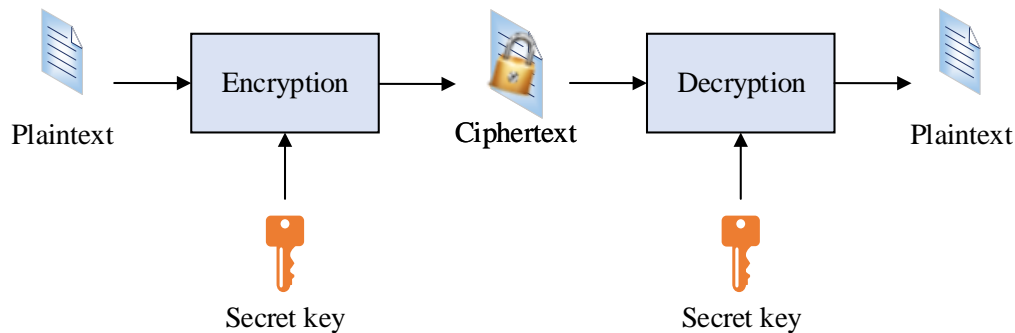 Encryption
Decryption
Plaintext
Ciphertext
Plaintext
Secret key
Secret key